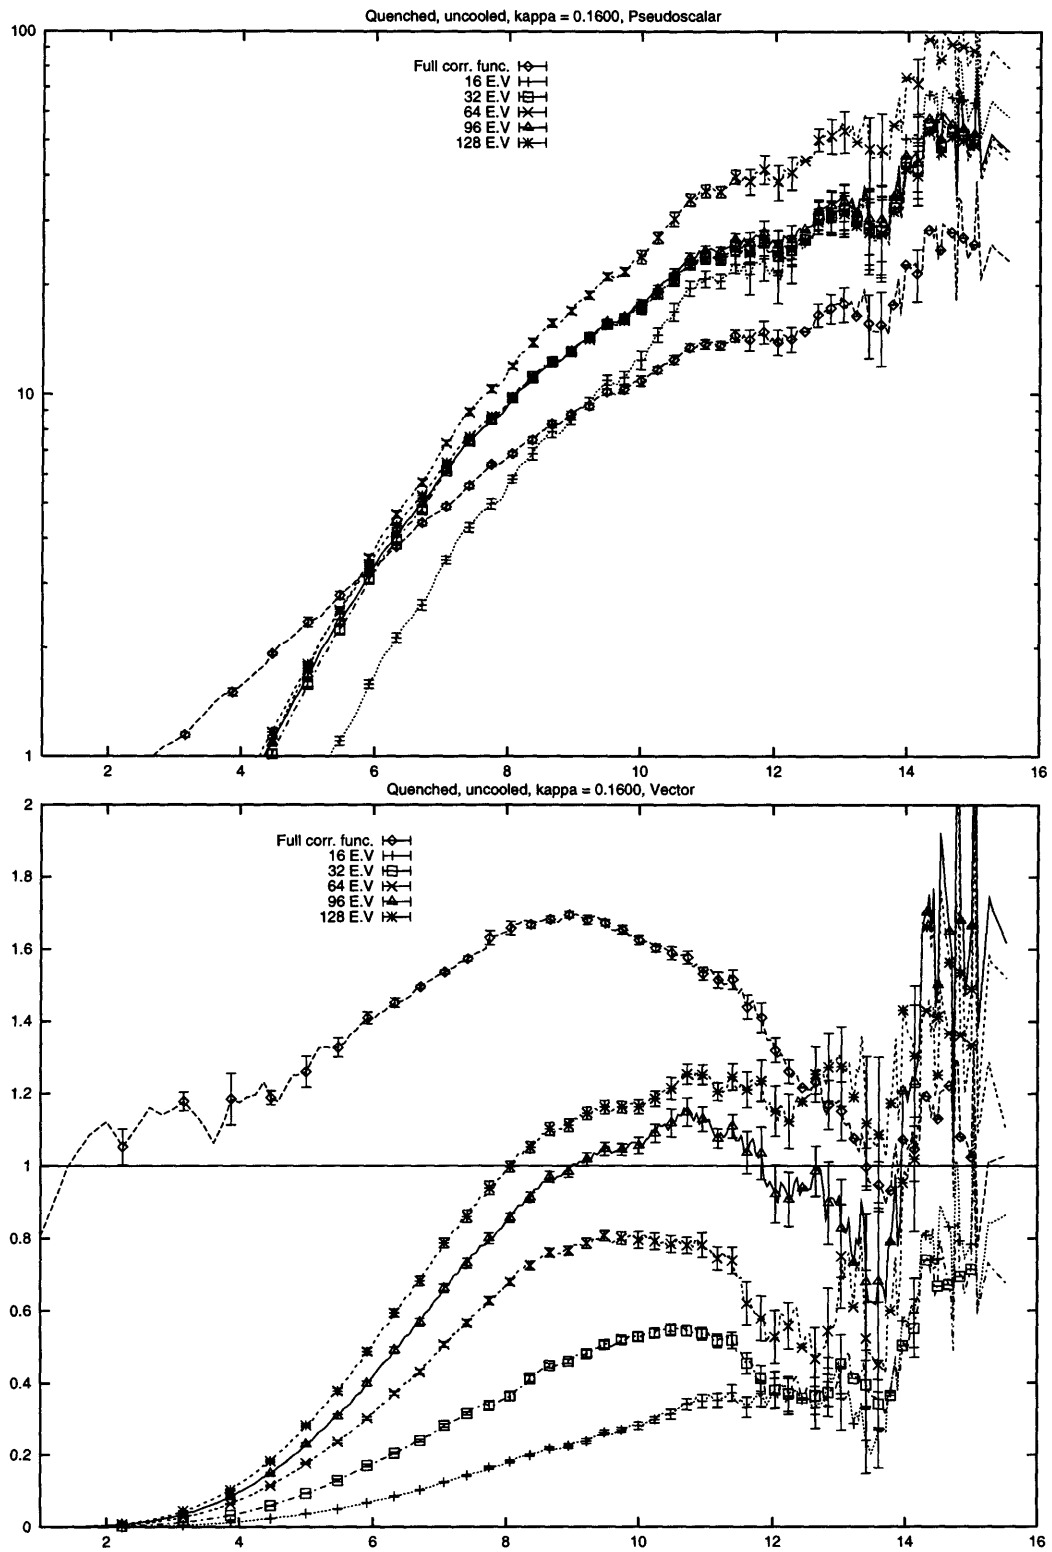 Quenched, uncooled, kappa = 0.1600, Pseudoscalar
100
Full corr. func.
16 E.V
32 E.V
64 E.V
96 E.V
128 E.V
10
1
2 4 6 8 10 12 14 16
Quenched, uncooled, kappa = 0.1600, Vector
2
Full corr. func.
16 E.V
1.8
32 E.V
64 E.V
96 E.V
128 E.V
1.6
1.4
1.2
1
0.8
0.6
0.4
0.2
0
2 4 6 8 10 12 14 16